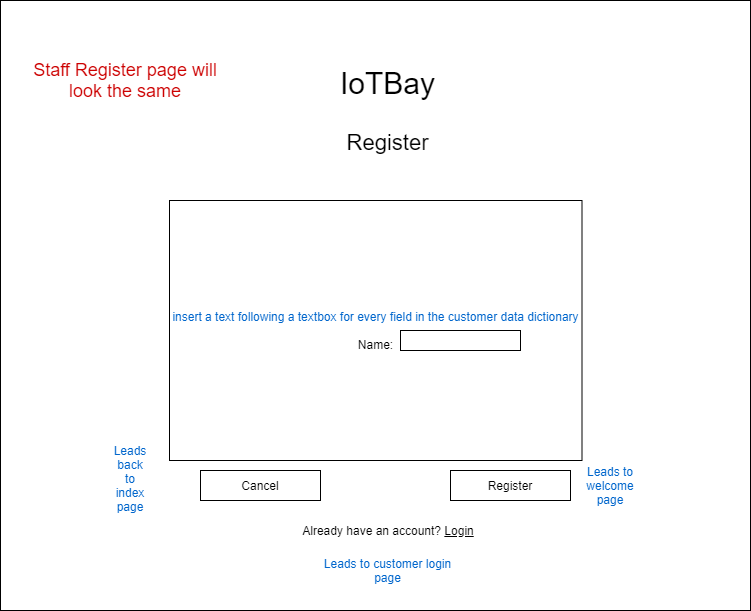 Staff Register page will
look the same
IoTBay
Register
insert a text following a textbox for every field in the customer data dictionary
Name:
Leads
back
to
index
page
Cancel
Register
Leads to
welcome
page
Already have an account? Login
Leads to customer login
page